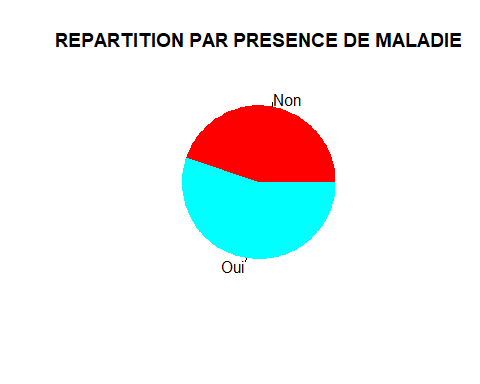 REPARTITION PAR PRESENCE DE MALADIE
Non
Oui